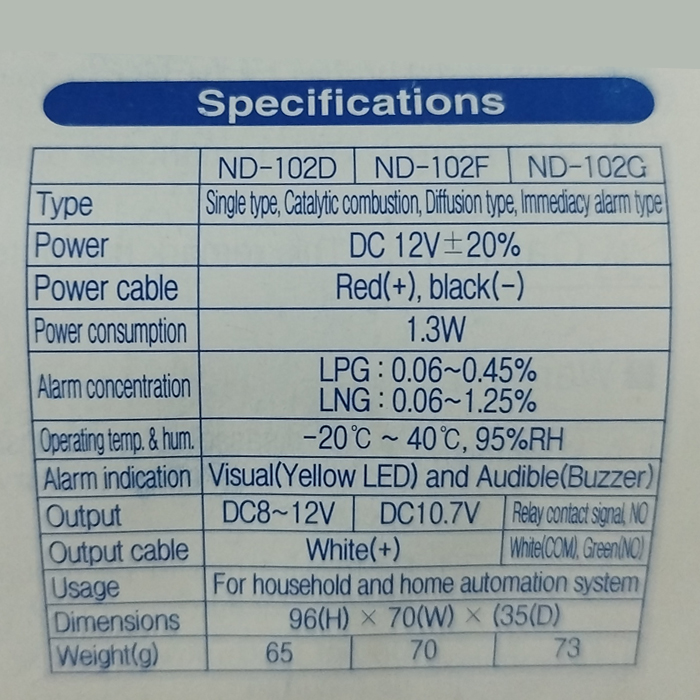 Specifications
ND-102D ND-102F ND-102G
Type Single type, Catalytic combustion, Diffusion type, Immediacy alarm type
Power DC 12V±20%
Power cable Red(+), black(-)
Power consumption 1.3W
Alarm concentration LPG : 0.06~0.45%
LNG : 0.06~1.25%
Operating temp. & hum. -20℃ ~ 40℃, 95%RH
Alarm indication Visual(Yellow LED) and Audible(Buzzer)
Output DC8~12V DC10.7V Relay contact signal, NO
Output cable White(+) White(COM), Green(NO)
Usage For household and home automation system
Dimensions 96(H) × 70(W) × (35(D)
Weight(g) 65 70 73